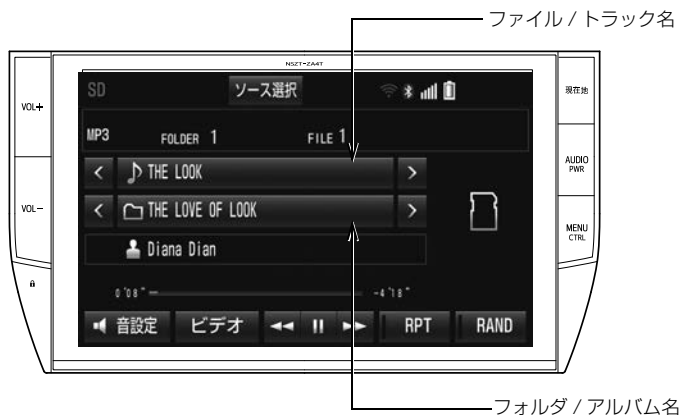 ファイル / トラック名
NSZT-ZA4T
SD
ソース選択
VOL+
現在地
MP3
FOLDER 1
FILE 1
THE LOOK
AUDIO
PWR
THE LOVE OF LOOK
VOL-
MENU
CTRL
Diana Dian
0'08"
-4'18"
音設定
ビデオ
RPT
RAND
フォルダ / アルバム名